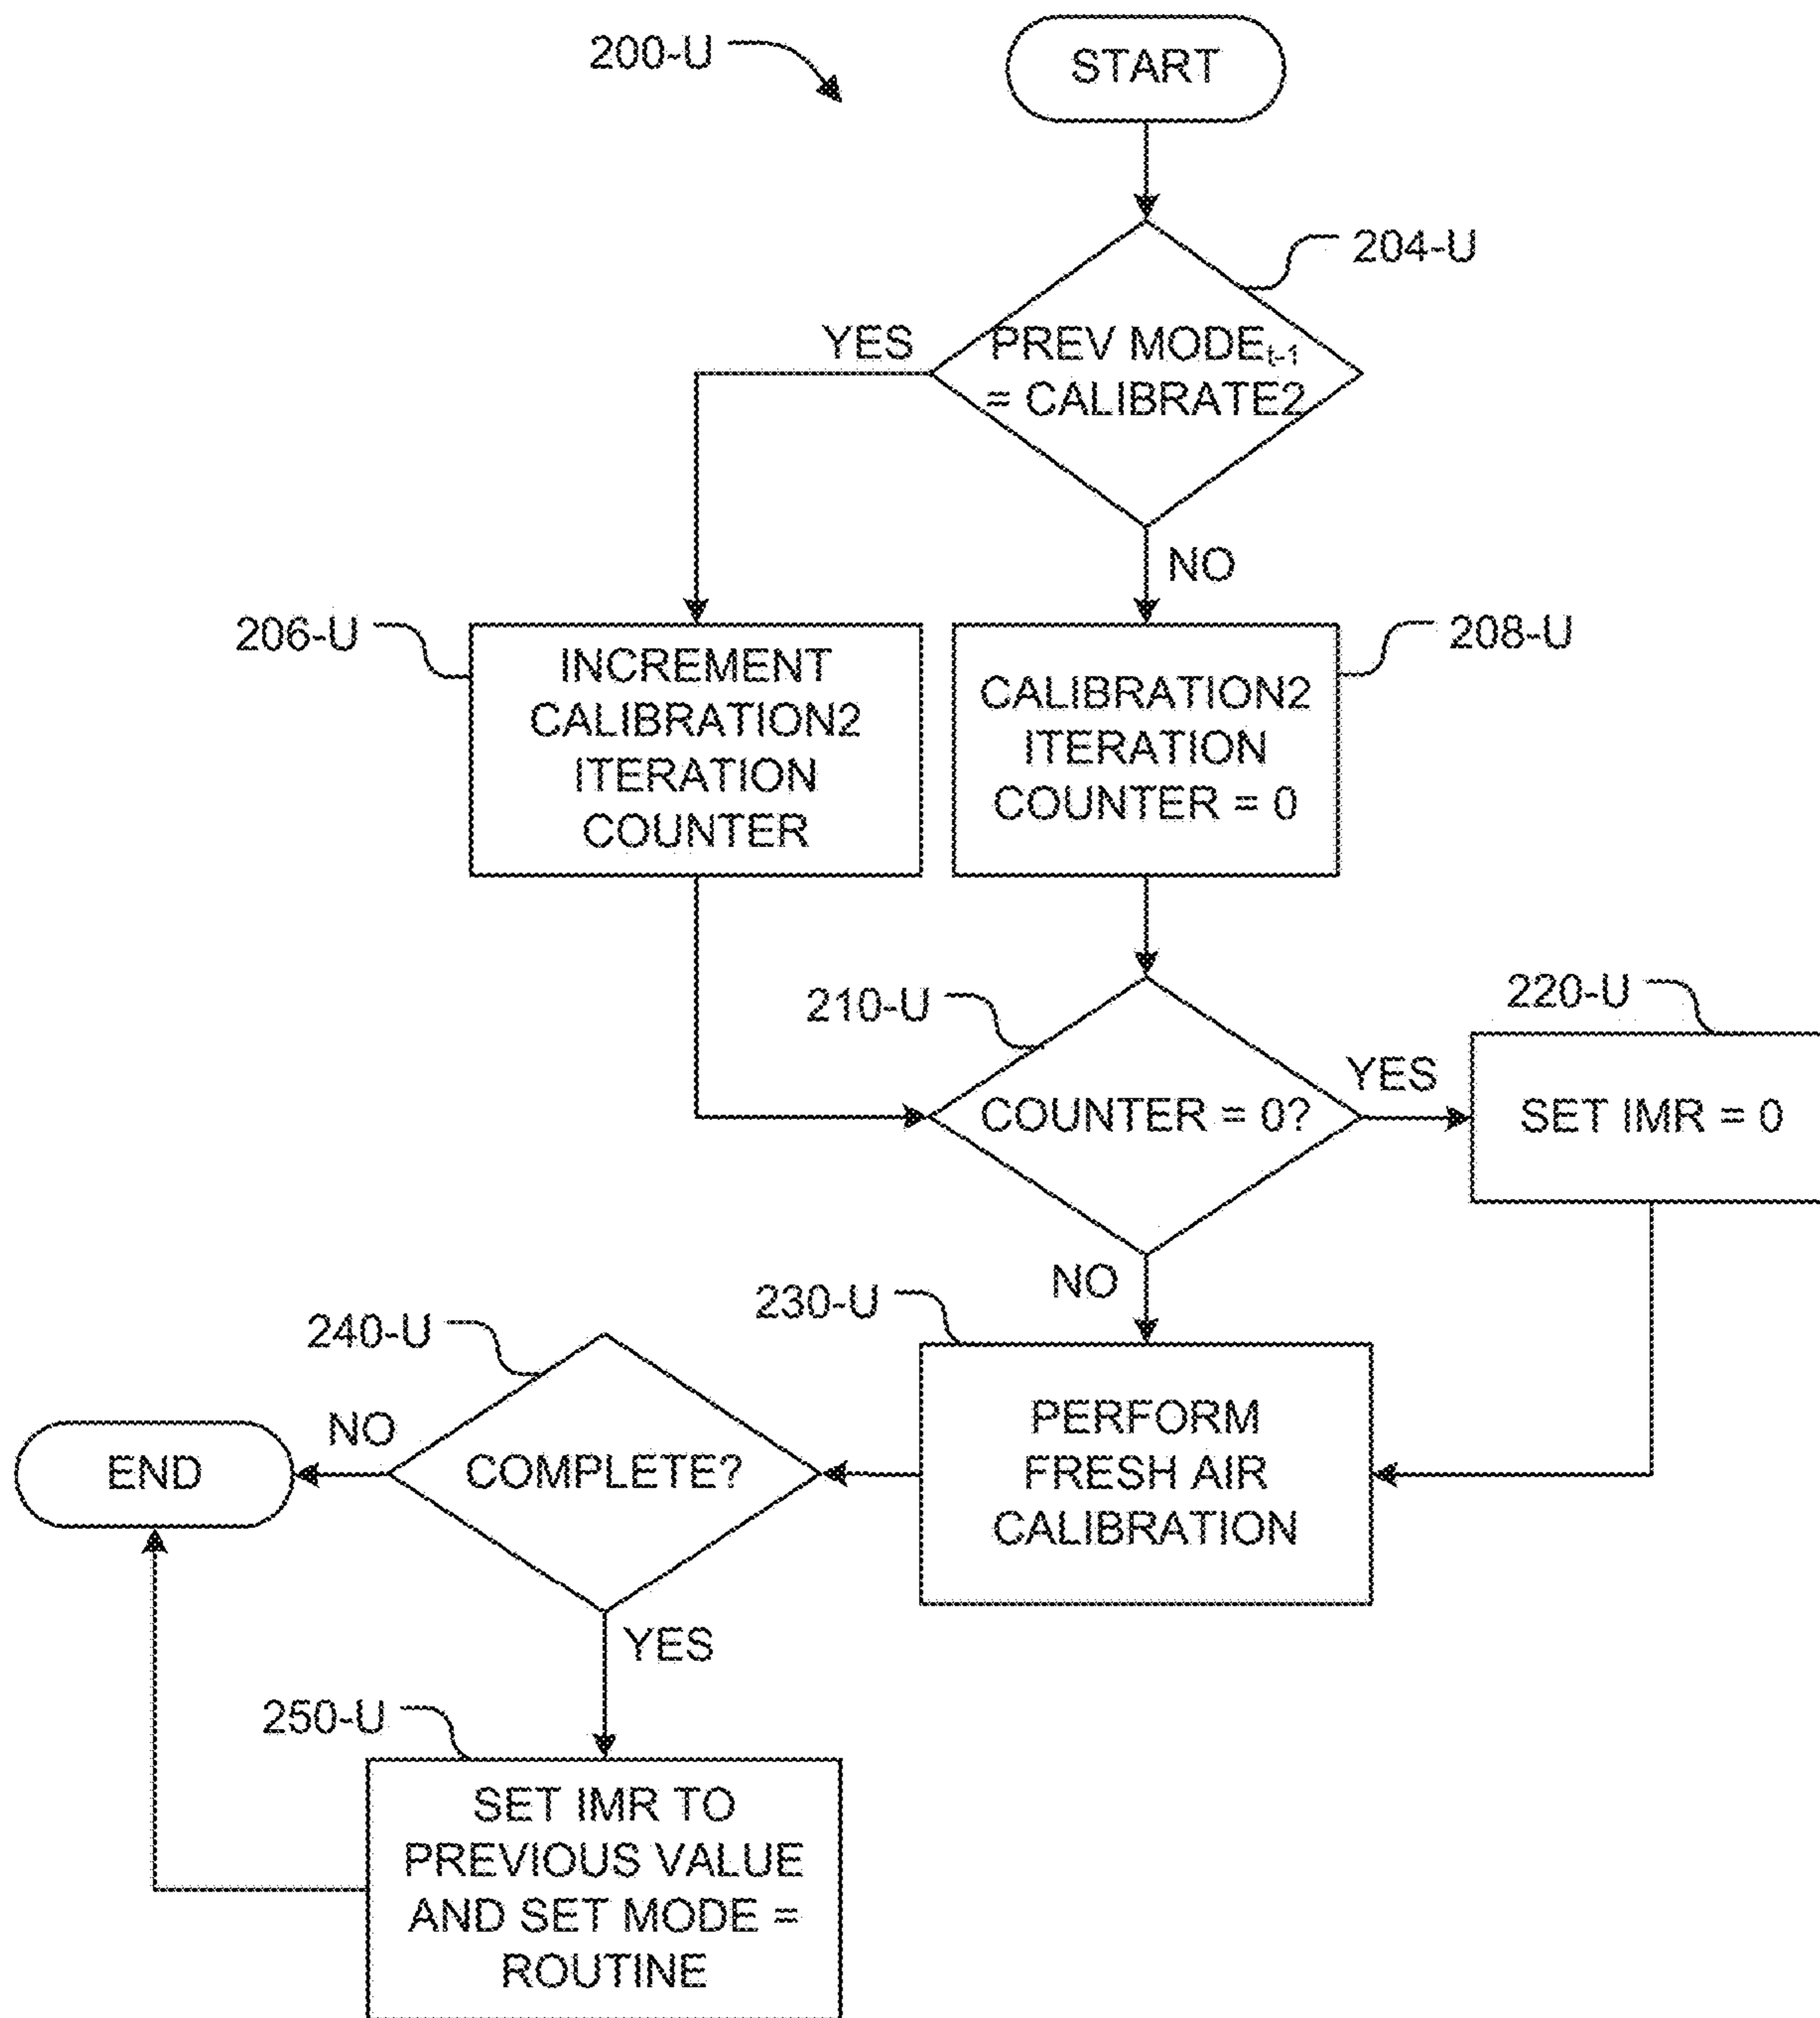 200-U
START
204-U
YES
PREV MODEt-1
= CALIBRATE2
NO
206-U
INCREMENT
CALIBRATION2
ITERATION
COUNTER
208-U
CALIBRATION2
ITERATION
COUNTER = 0
210-U
COUNTER = 0?
YES
220-U
SET IMR = 0
NO
230-U
PERFORM
FRESH AIR
CALIBRATION
240-U
COMPLETE?
NO
END
YES
250-U
SET IMR TO
PREVIOUS VALUE
AND SET MODE =
ROUTINE